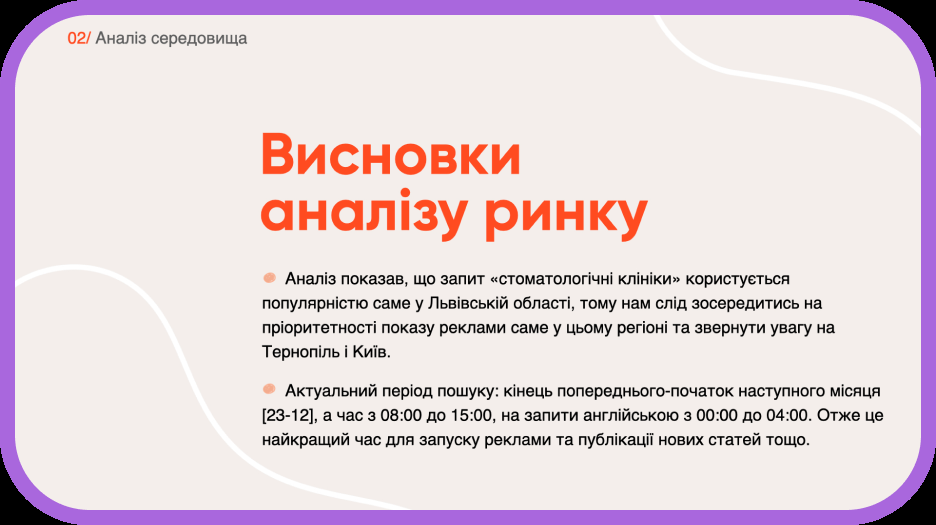 02/ Аналіз середовища
Висновки
аналізу ринку
Аналіз показав, що запит «стоматологічні клініки» користується
популярністю саме у Львівській області, тому нам слід зосередитись на
пріоритетності показу реклами саме у цьому регіоні та звернути увагу на
Тернопіль і Київ.
Актуальний період пошуку: кінець попереднього-початок наступного місяця
[23-12], а час з 08:00 до 15:00, на запити англійською з 00:00 до 04:00. Отже це
найкращий час для запуску реклами та публікації нових статей тощо.